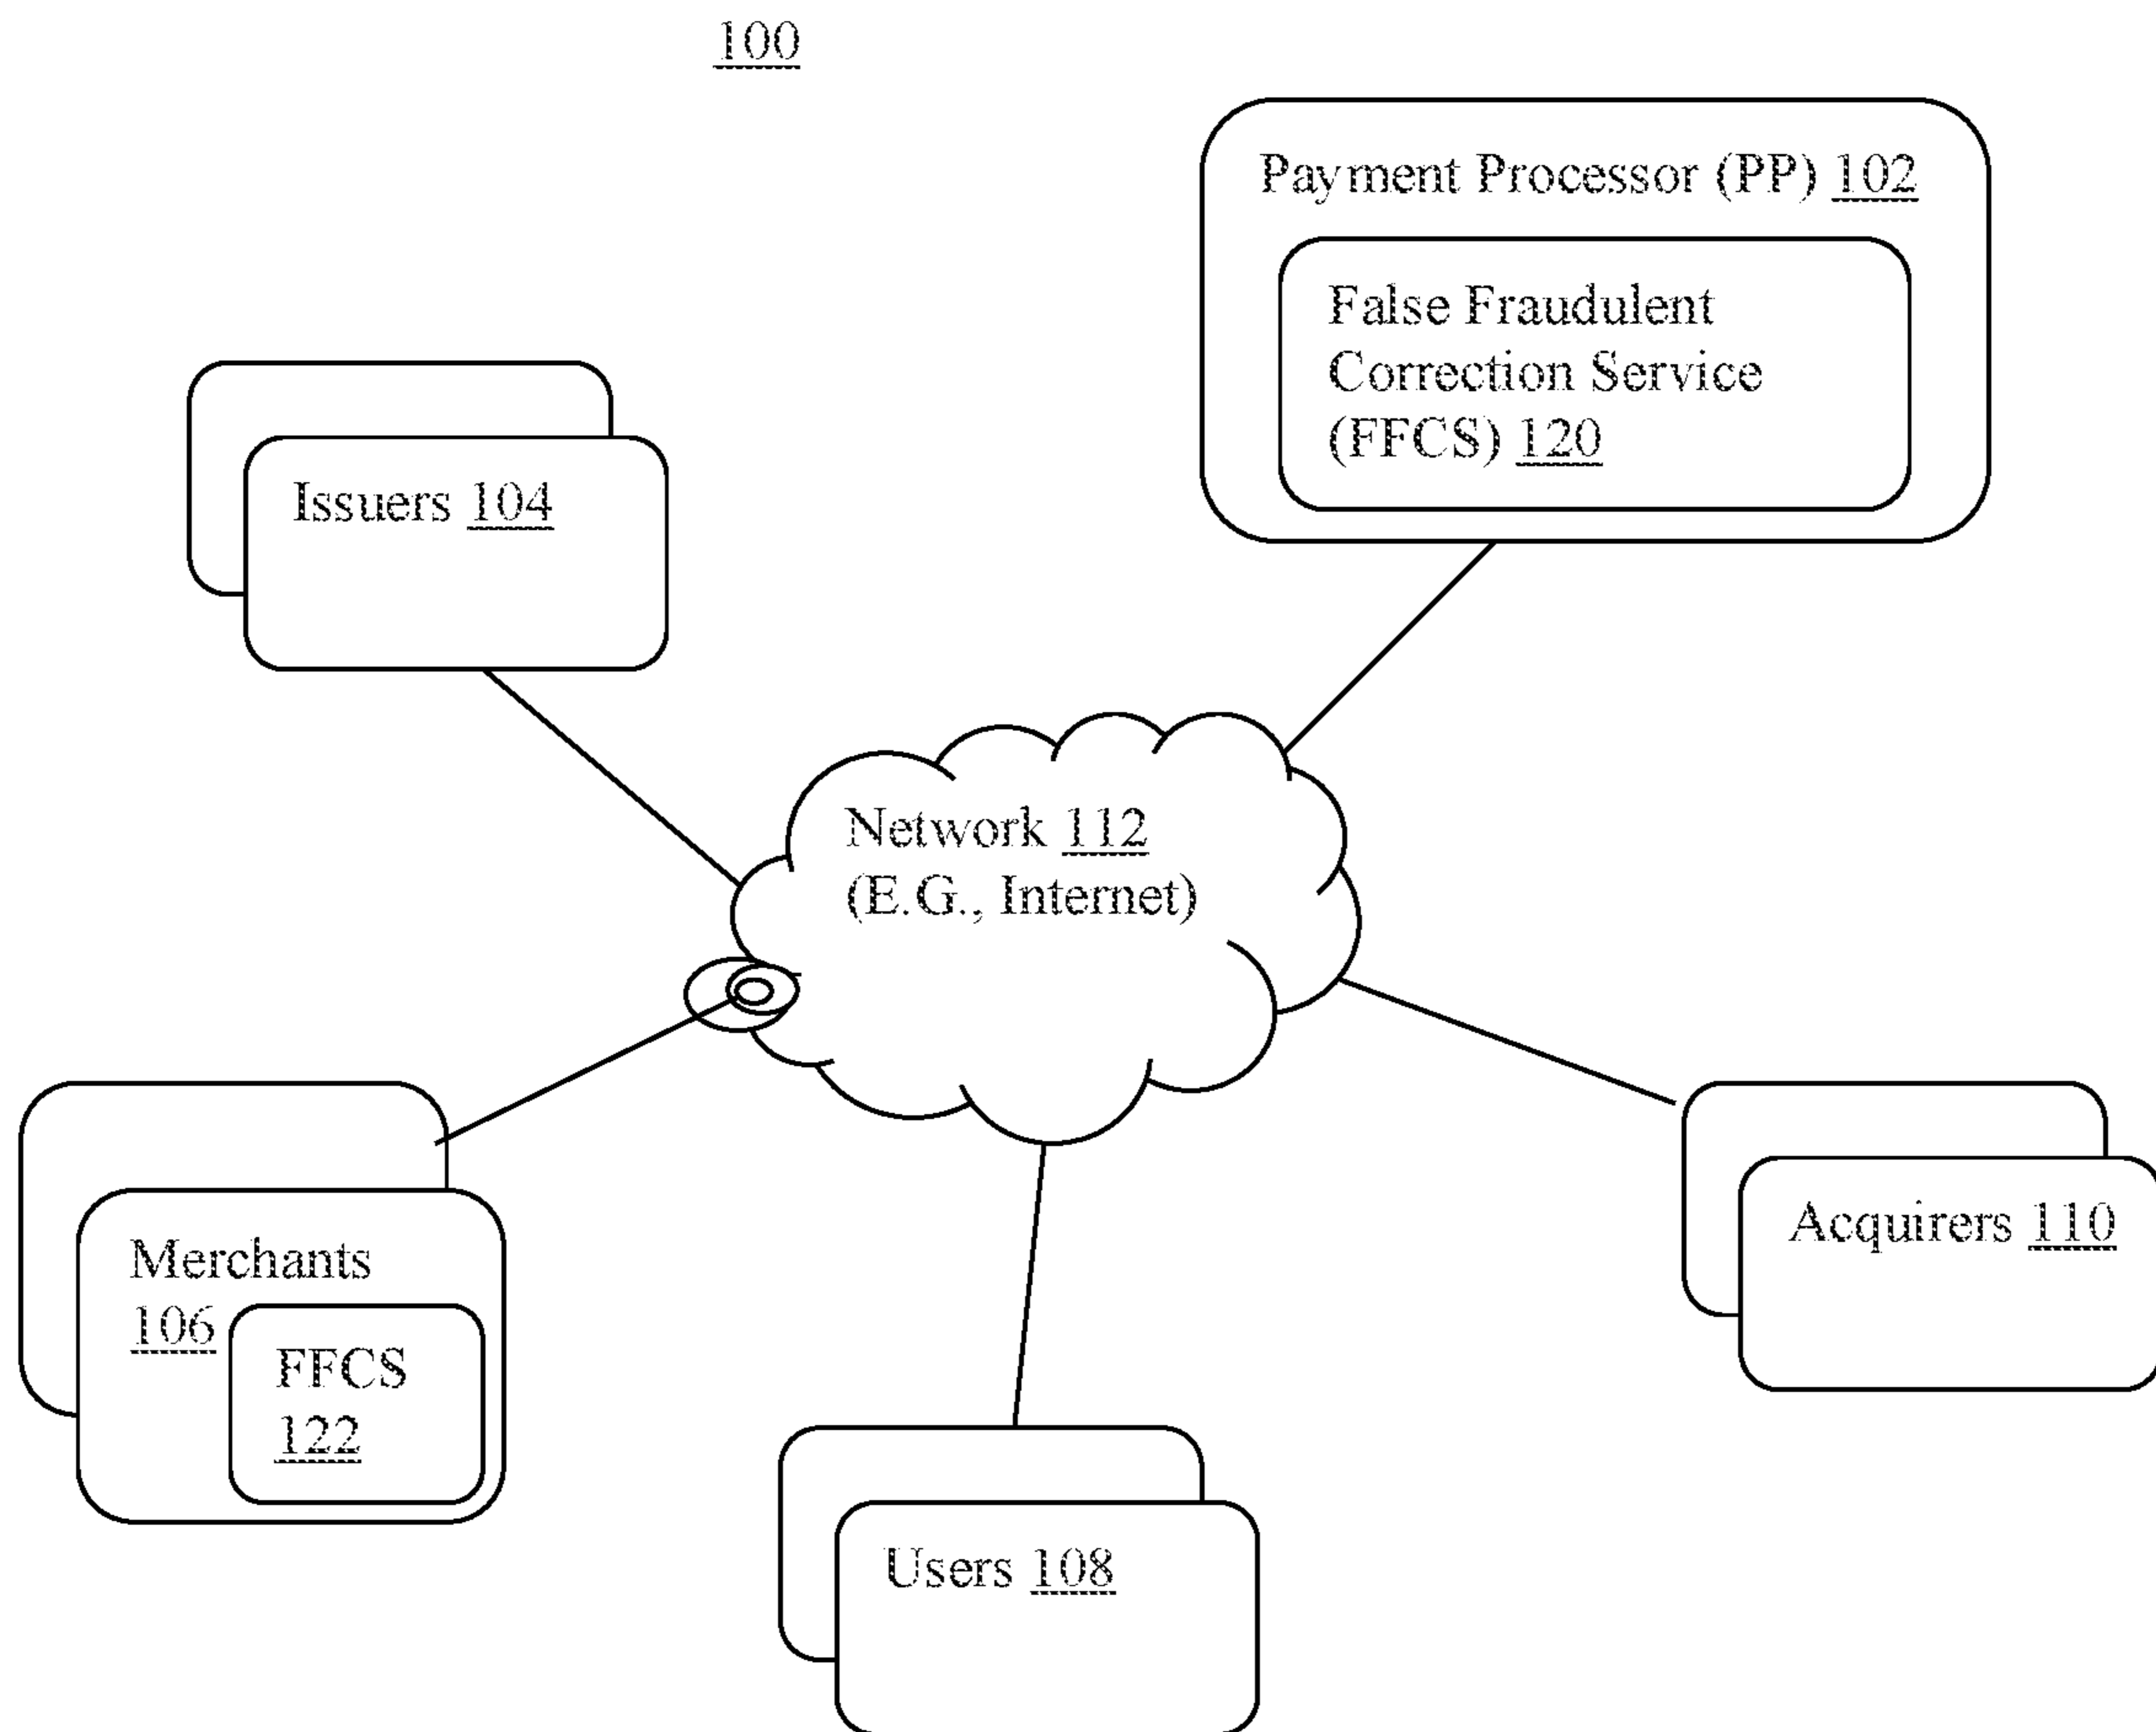 100
Payment Processor (PP) 102
False Fraudulent
Correction Service
(FFCS) 120
Issuers 104
Network 112
(E.G., Internet)
Merchants
106
FFCS
122
Acquirers 110
Users 108